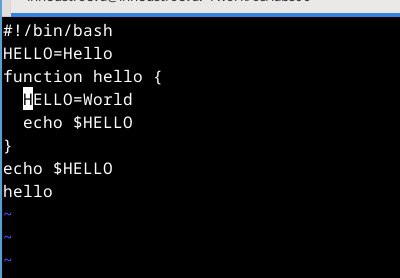 #!/bin/bash
HELLO=Hello
function hello {
  HELLO=World
  echo $HELLO
}
echo $HELLO
hello
~
~
~